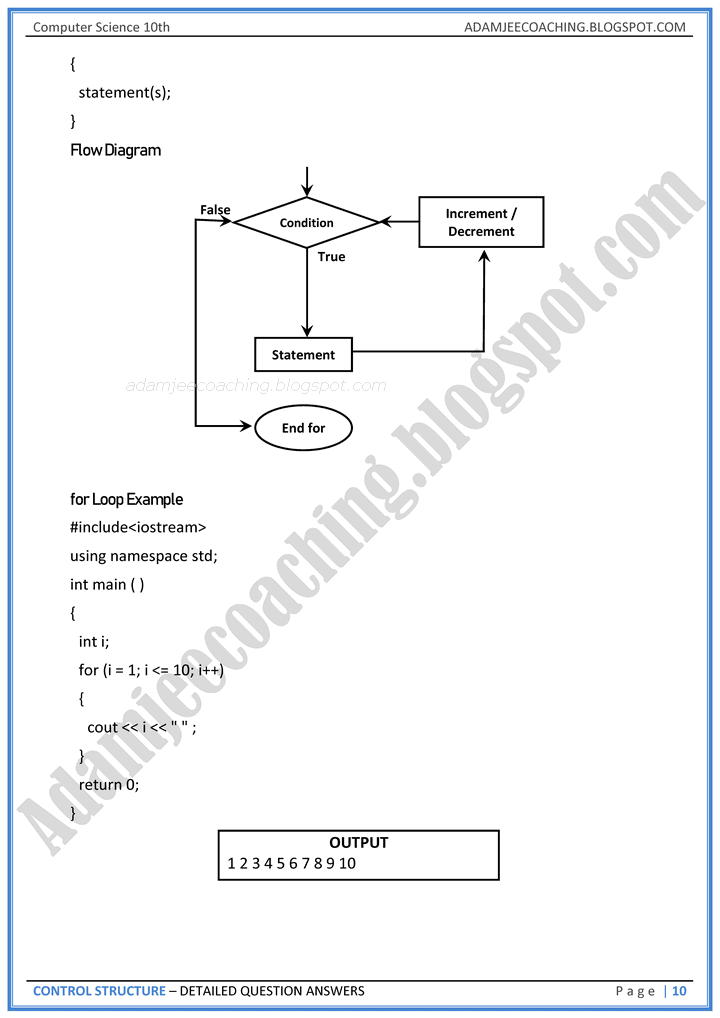 Computer Science 10th ADAMJEECOACHING.BLOGSPOT.COM
{
statement(s);
}
Flow Diagram
False
Condition
Increment /
Decrement
True
Statement
adamjeecoaching.blogspot.com
End for
Adamjeecoaching.blogspot.com
for Loop Example
#include<iostream>
using namespace std;
int main ( )
{
int i;
for (i = 1; i <= 10; i++)
{
cout << i << " " ;
}
return 0;
}
OUTPUT
1 2 3 4 5 6 7 8 9 10
CONTROL STRUCTURE – DETAILED QUESTION ANSWERS Page | 10